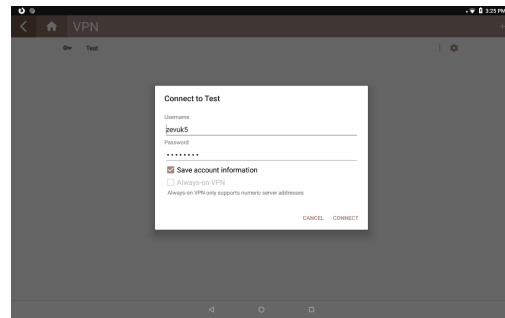 3:25 PM
VPN
+
Test
Connect to Test
Username
zevuk5
Password
••••••••
Save account information
Always-on VPN
Always-on VPN only supports numeric server addresses
CANCEL CONNECT